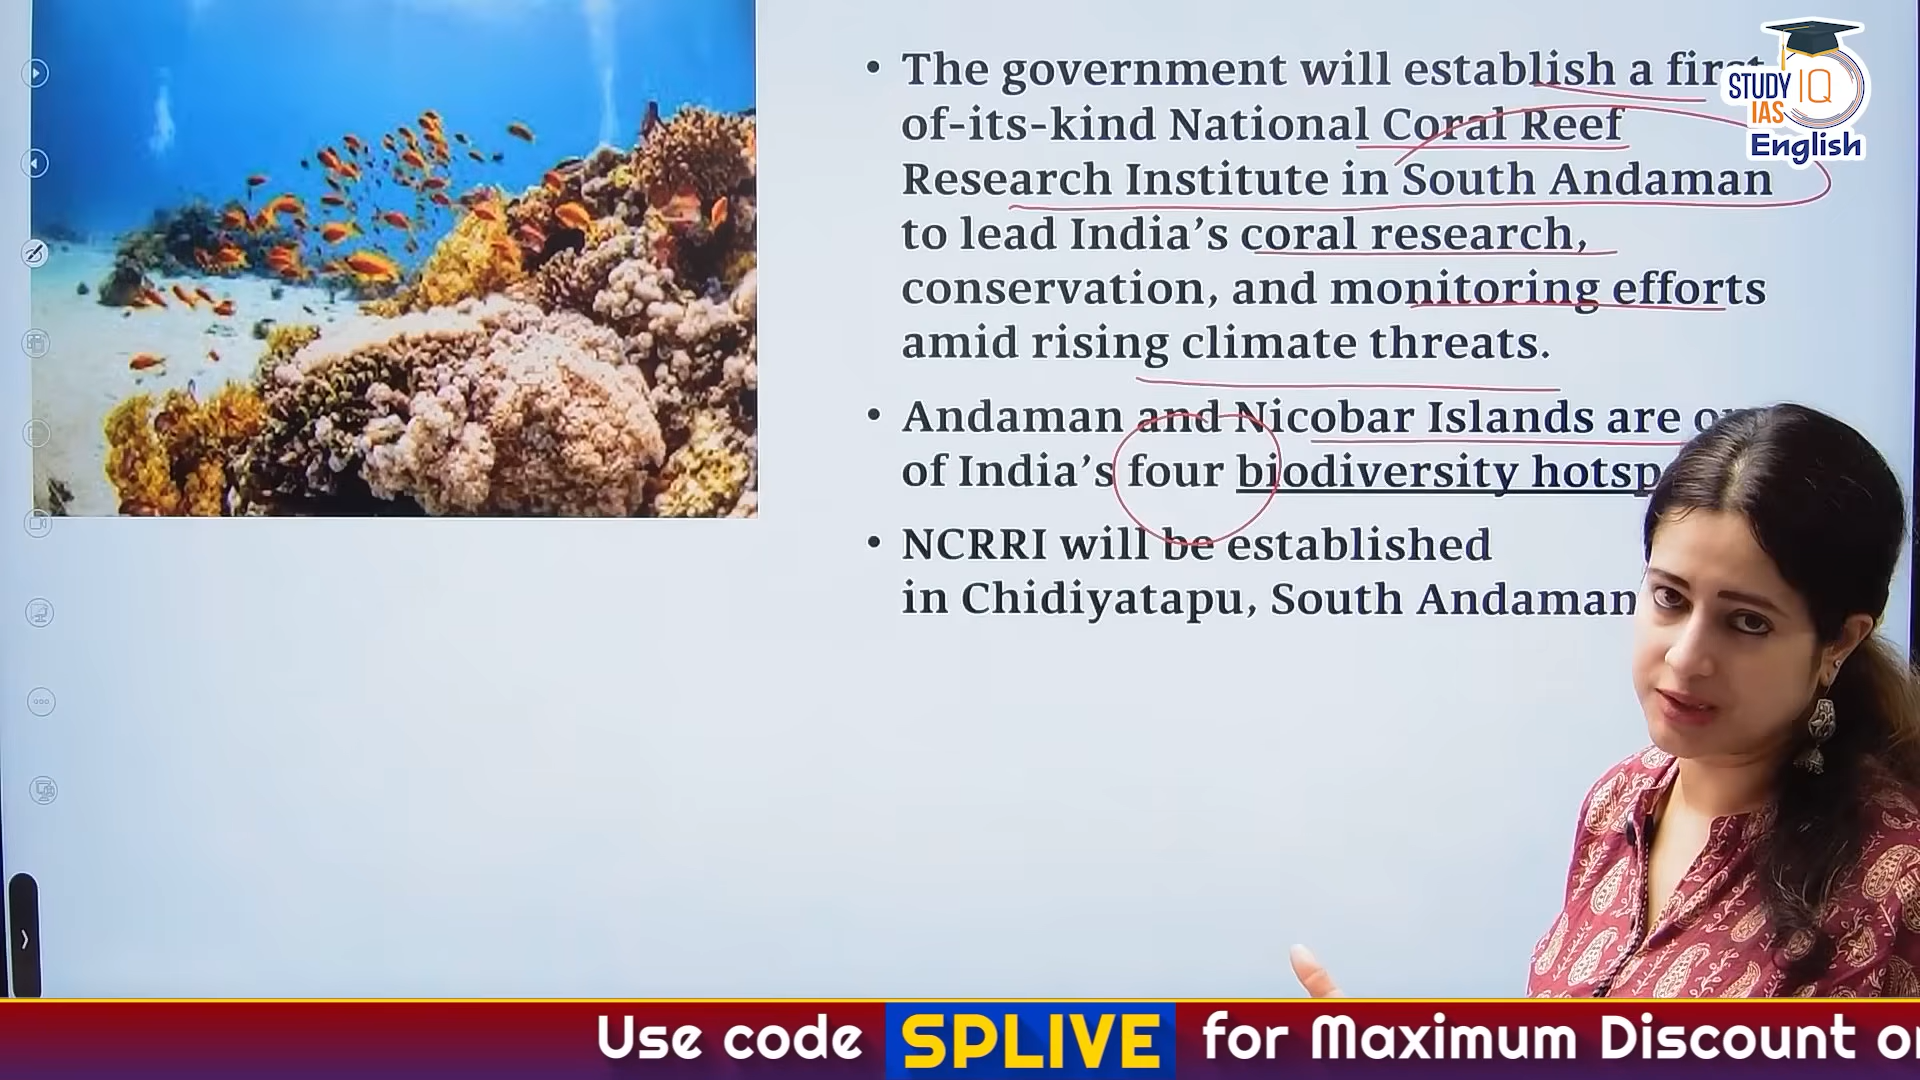 • The government will establish a first
of-its-kind National Coral Reef
Research Institute in South Andaman
to lead India’s coral research,
conservation, and monitoring efforts
amid rising climate threats.
• Andaman and Nicobar Islands are
of India’s four biodiversity
• NCRRI will be established
in Chidiyatapu, South Andaman
STUDY IQ
IAS
English
Use code SPLIVE for Maximum Discount